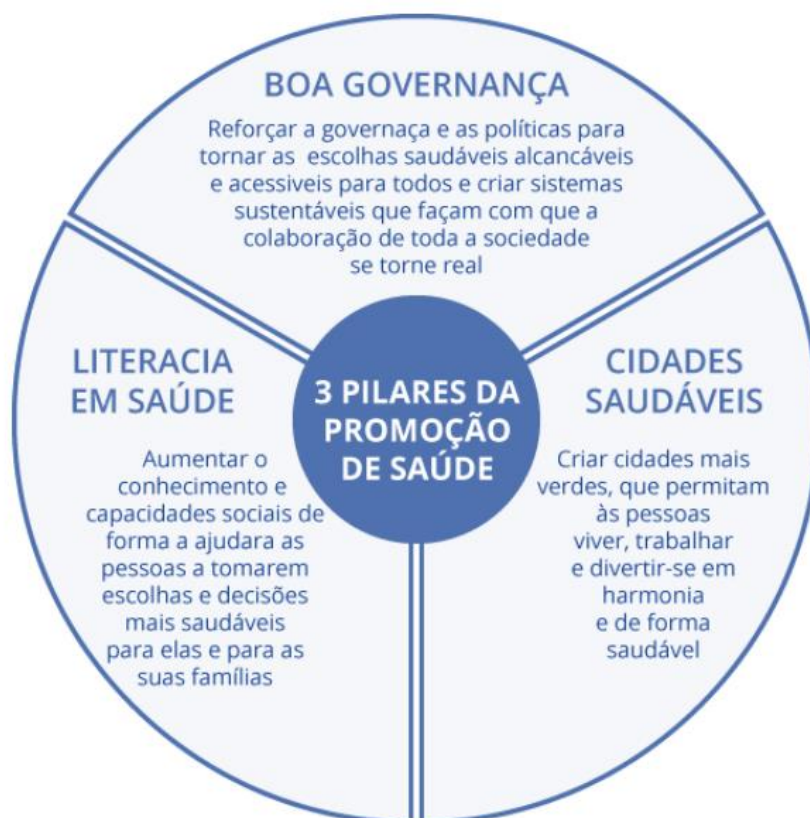 BOA GOVERNANÇA
Reforçar a governaça e as políticas para
tornar as escolhas saudáveis alcancáveis
e acessiveis para todos e criar sistemas
sustentáveis que façam com que a
colaboração de toda a sociedade
se torne real
LITERACIA
EM SAÚDE
Aumentar o
conhecimento e
capacidades sociais de
forma a ajudara as
pessoas a tomarem
escolhas e decisões
mais saudáveis
para elas e para as
suas famílias
3 PILARES DA
PROMOÇÃO
DE SAÚDE
CIDADES
SAUDÁVEIS
Criar cidades mais
verdes, que permitam
às pessoas
viver, trabalhar
e divertir-se em
harmonia
e de forma
saudável